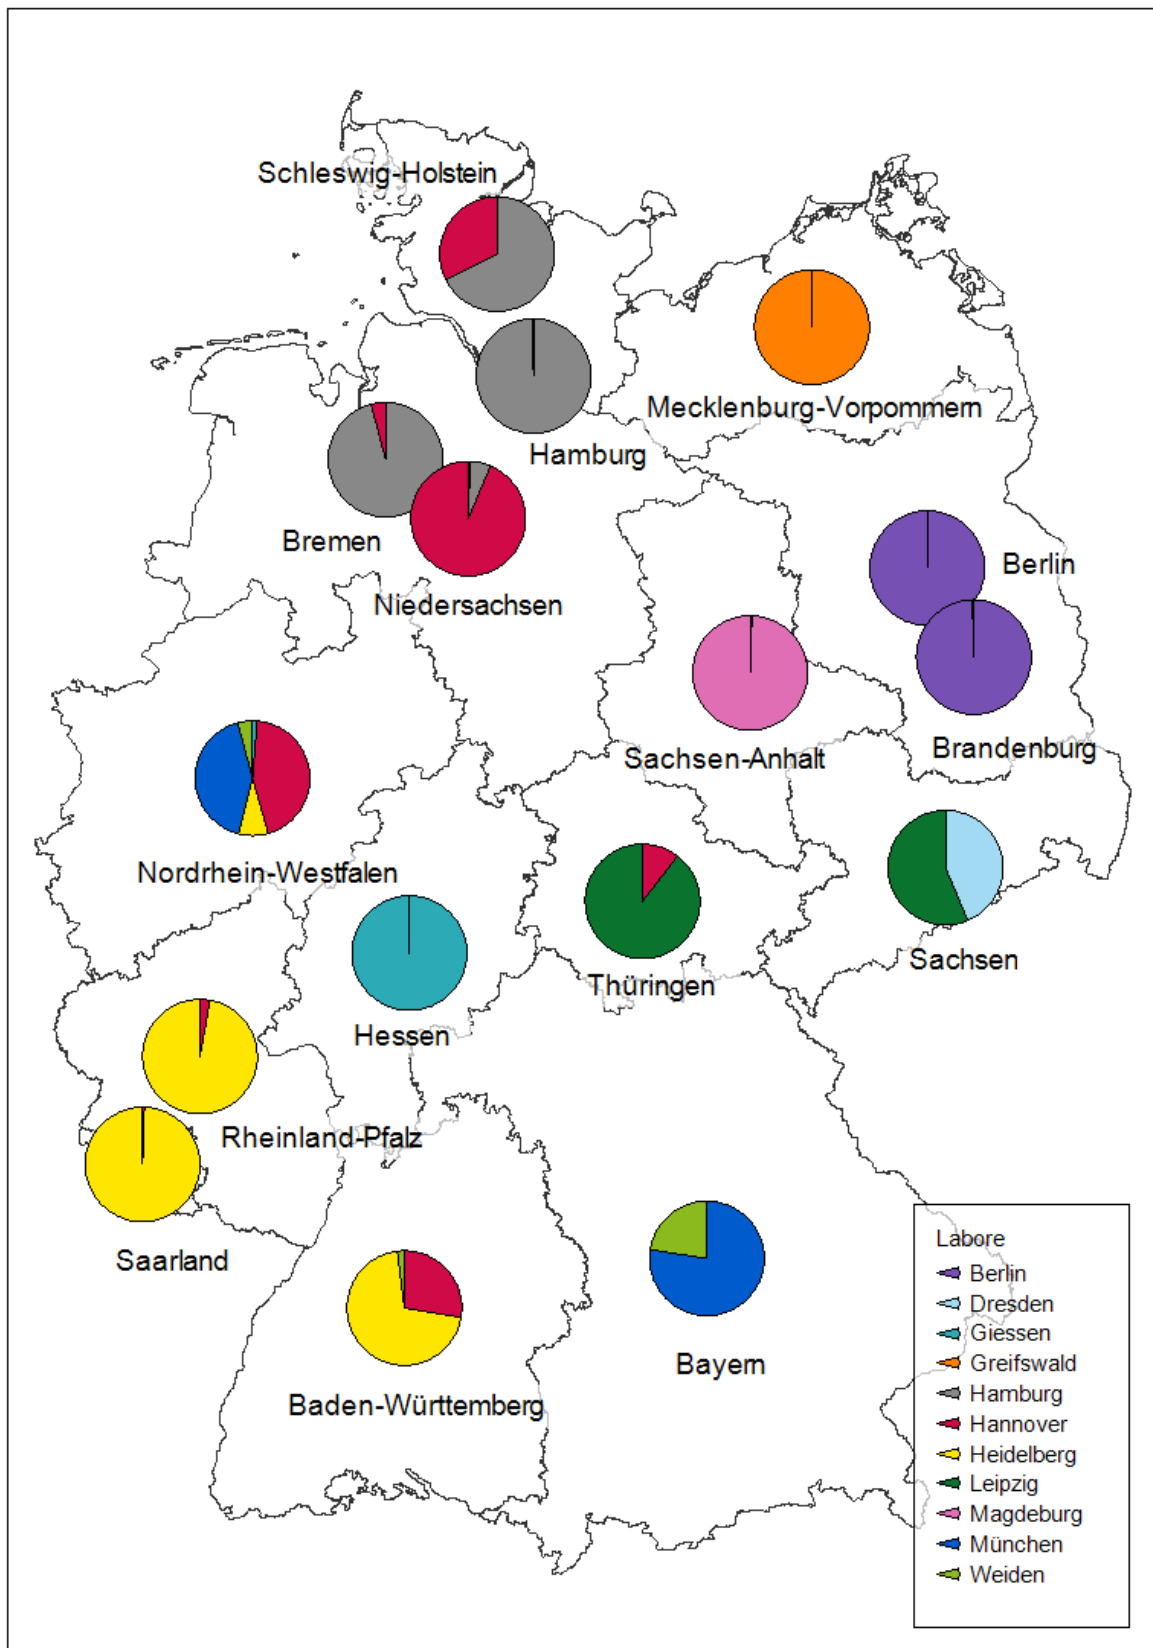 Schleswig-Holstein
Mecklenburg-Vorpommern
Hamburg
Bremen
Berlin
Niedersachsen
Brandenburg
Sachsen-Anhalt
Nordrhein-Westfalen
Sachsen
Thüringen
Hessen
Rheinland-Pfalz
Saarland
Bayern
Baden-Württemberg
Labore
Berlin
Dresden
Giessen
Greifswald
Hamburg
Hannover
Heidelberg
Leipzig
Magdeburg
München
Weiden